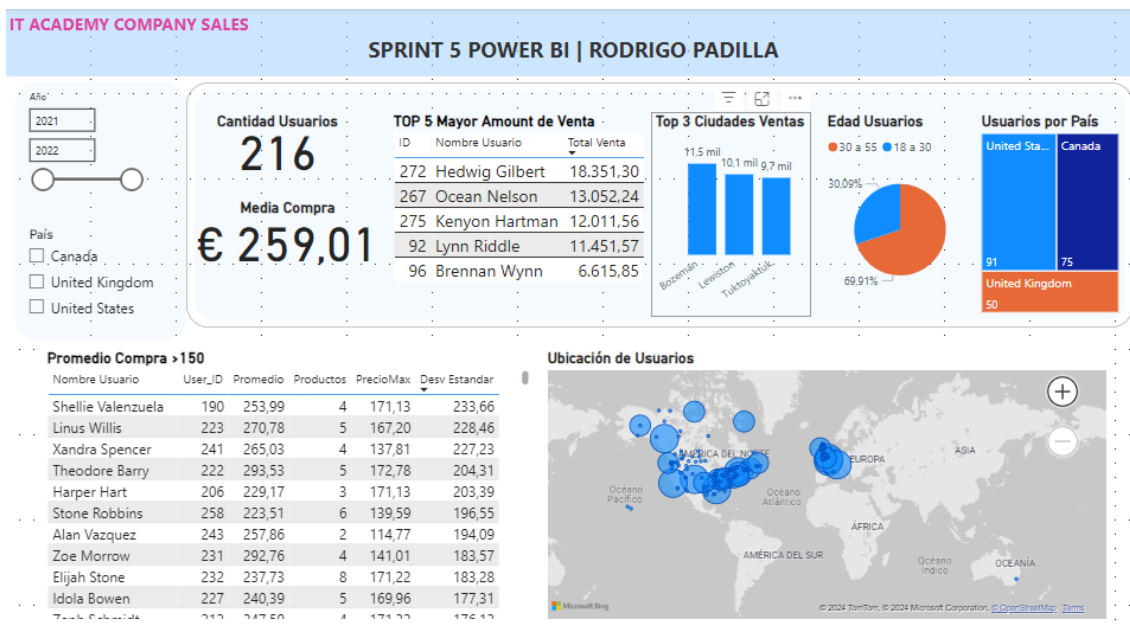 IT ACADEMY COMPANY SALES
SPRINT 5 POWER BI | RODRIGO PADILLA
Año
2021
2022
País
Canada
United Kingdom
United States
Cantidad Usuarios
216
Media Compra
€ 259,01
TOP 5 Mayor Amount de Venta
ID Nombre Usuario Total Venta
272 Hedwig Gilbert 18.351,30
267 Ocean Nelson 13.052,24
275 Kenyon Hartman 12.011,56
92 Lynn Riddle 11.451,57
96 Brennan Wynn 6.615,85
Top 3 Ciudades Ventas
11,5 mil
10,1 mil
9,7 mil
Bozeman
Lewiston
Tuktoyaktuk
Edad Usuarios
30 a 55 18 a 30
30,09%
69,91%
Usuarios por País
United Sta...
91
Canada
75
United Kingdom
50
Promedio Compra >150
Nombre Usuario User_ID Promedio Productos PrecioMax Desv Estandar
Shellie Valenzuela 190 253,99 4 171,13 233,66
Linus Willis 223 270,78 5 167,20 228,46
Xandra Spencer 241 265,03 4 137,81 227,23
Theodore Barry 222 293,53 5 172,78 204,31
Harper Hart 206 229,17 3 171,13 203,39
Stone Robbins 258 223,51 6 139,59 196,55
Alan Vazquez 243 257,86 2 114,77 194,09
Zoe Morrow 231 292,76 4 141,01 183,57
Elijah Stone 232 237,73 8 171,22 183,28
Idola Bowen 227 240,39 5 169,96 177,31
Ubicación de Usuarios
AMÉRICA DEL NORTE
EUROPA
ASIA
Océano
Pacífico
Océano
Atlántico
ÁFRICA
AMÉRICA DEL SUR
Océano
Índico
OCEANÍA
Microsoft Bing
© 2024 TomTom, © 2024 Microsoft Corporation, © OpenStreetMap Terms